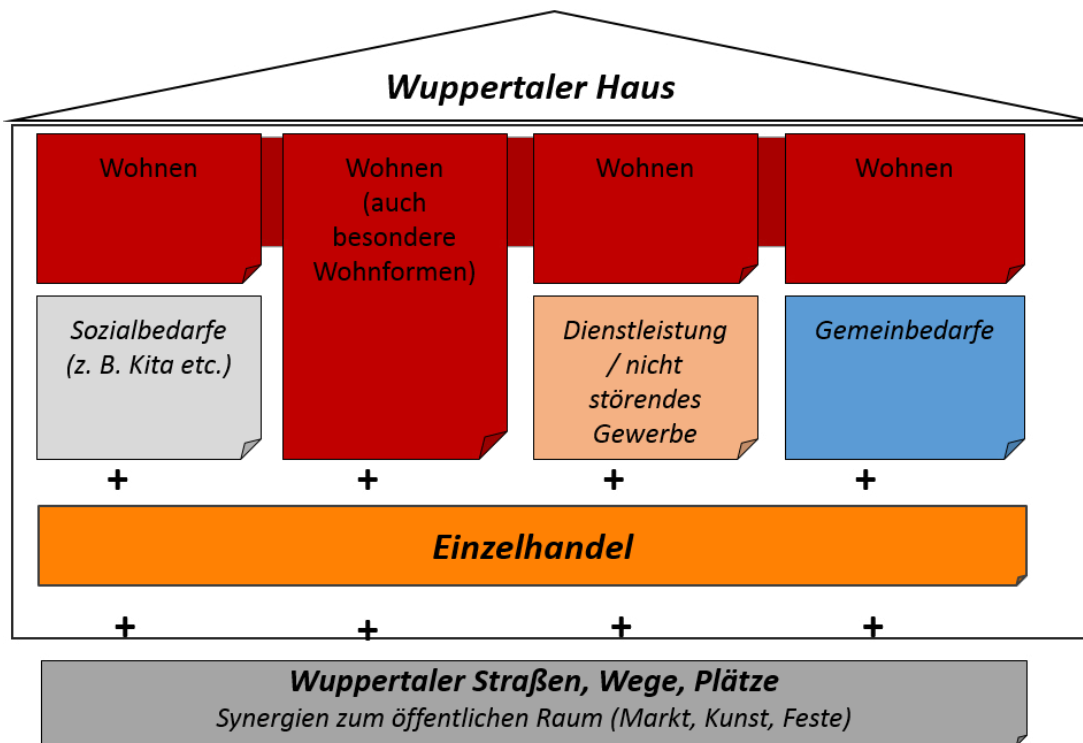 Wuppertaler Haus
Wohnen
Wohnen
(auch
besondere
Wohnformen)
Wohnen
Wohnen
Sozialbedarfe
(z. B. Kita etc.)
Dienstleistung
/ nicht
störendes
Gewerbe
Gemeinbedarfe
+ + + +
Einzelhandel
+ + + +
Wuppertaler Straßen, Wege, Plätze
Synergien zum öffentlichen Raum (Markt, Kunst, Feste)